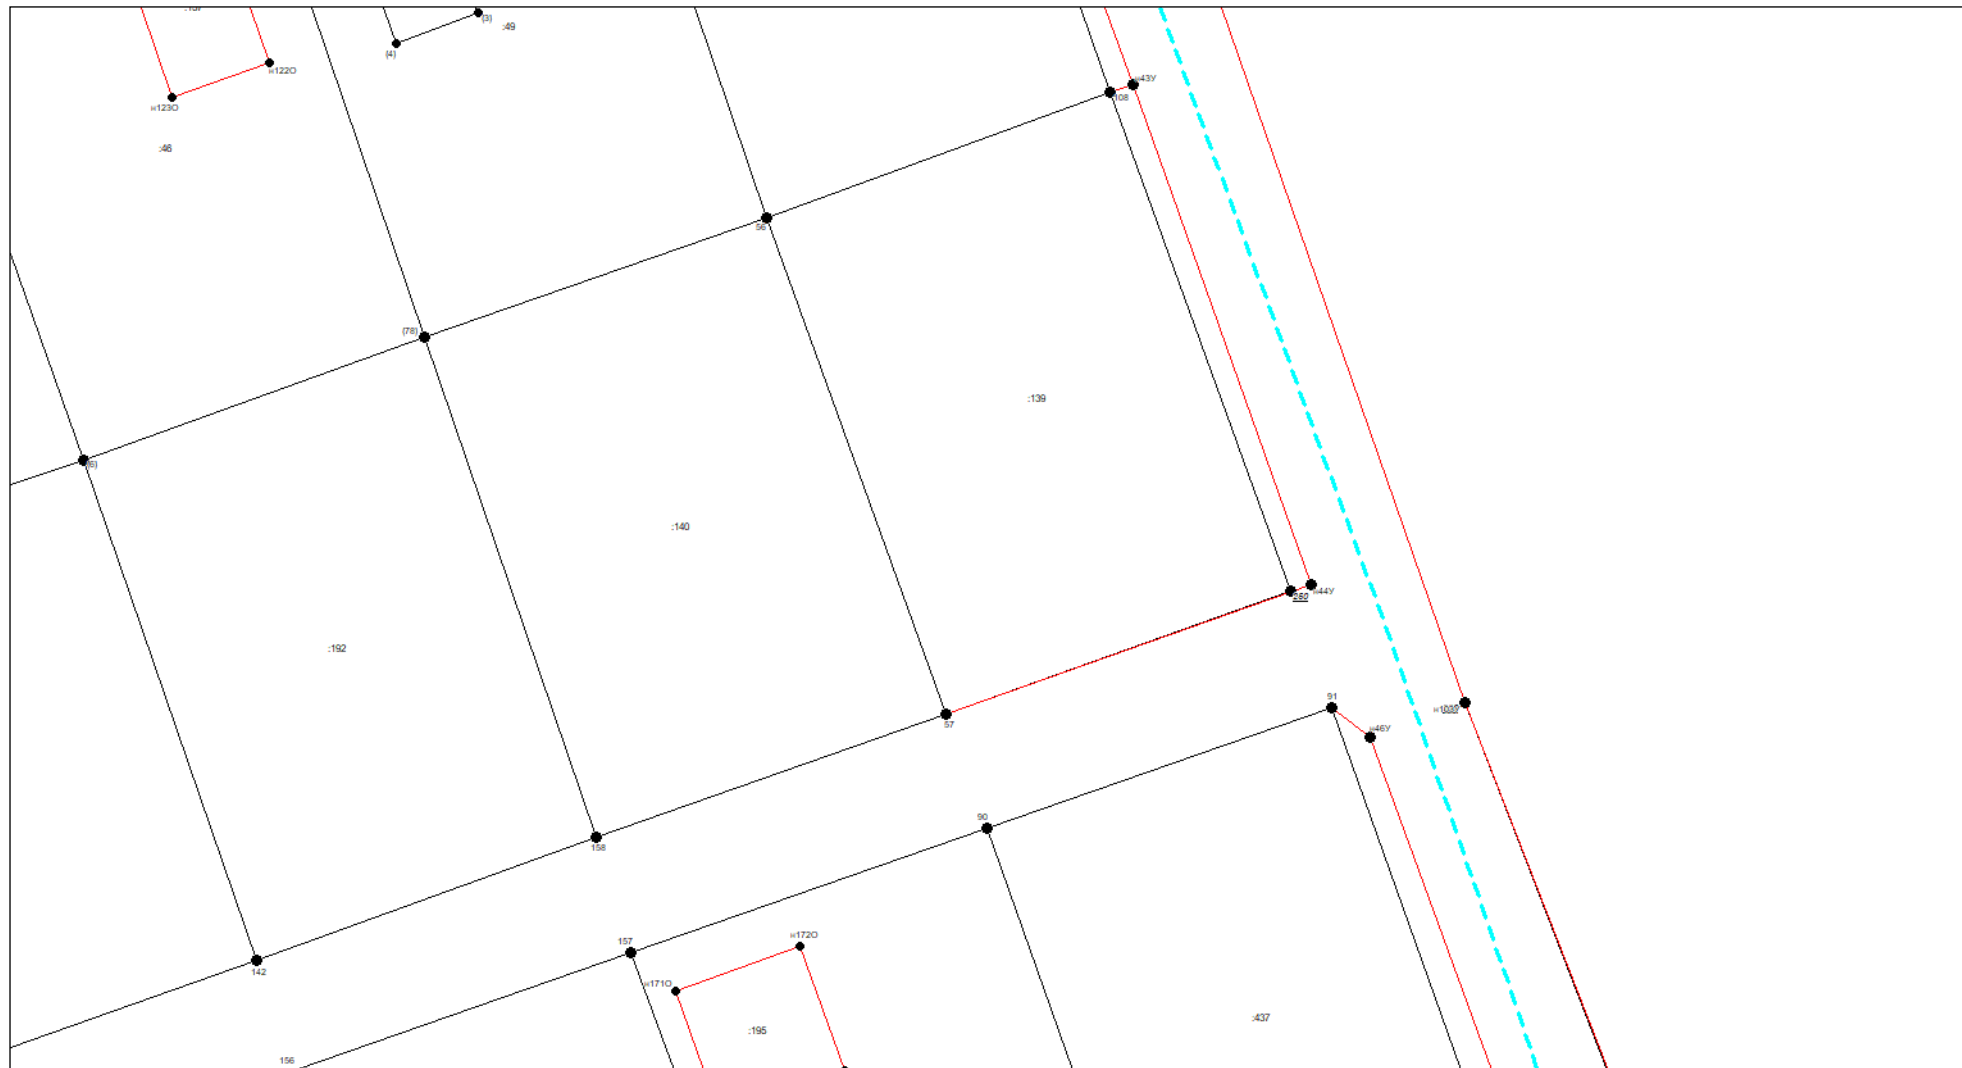 (3)
:49
(4)
н122О
н123О
:46
н43У
108
56
(78)
:139
(6)
:140
н44У
:192
91
57
н46У
90
158
157
н172О
142
н171О
:437
:195
156